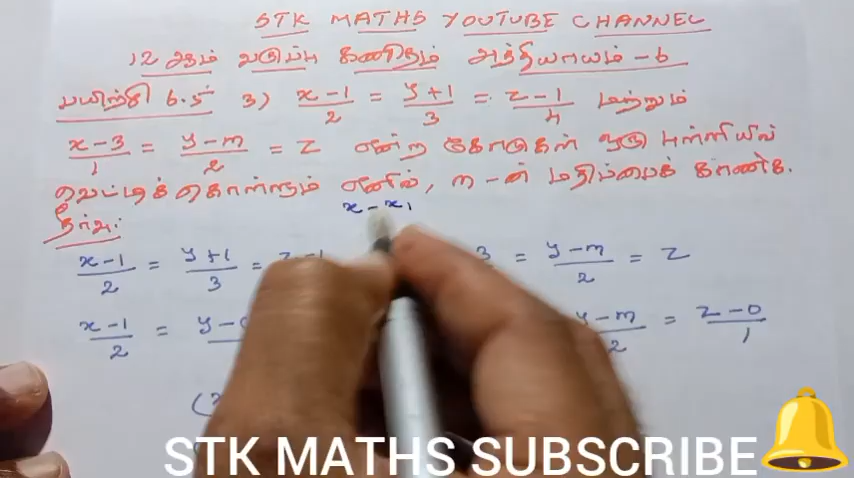 STK MATHS YOUTUBE CHANNEL
12 ஆம் வகுப்பு கணிதம் அத்தியாயம் - 6
பயிற்சி 6.5 3) x-1/2 = y+1/3 = z-1/4 மற்றும்
x-3/1 = y-m/2 = z என்ற கோடுகள் ஒரு புள்ளியில்
வெட்டிக் கொள்ளும் எனில், m-ன் மதிப்பைக் காண்க.
தீர்வு:
x - x₁
x-1/2 = y+1/3 = z-1 3 = y-m/2 = z
x-1/2 = y- y-m/2 = z-0/1
STK MATHS SUBSCRIBE